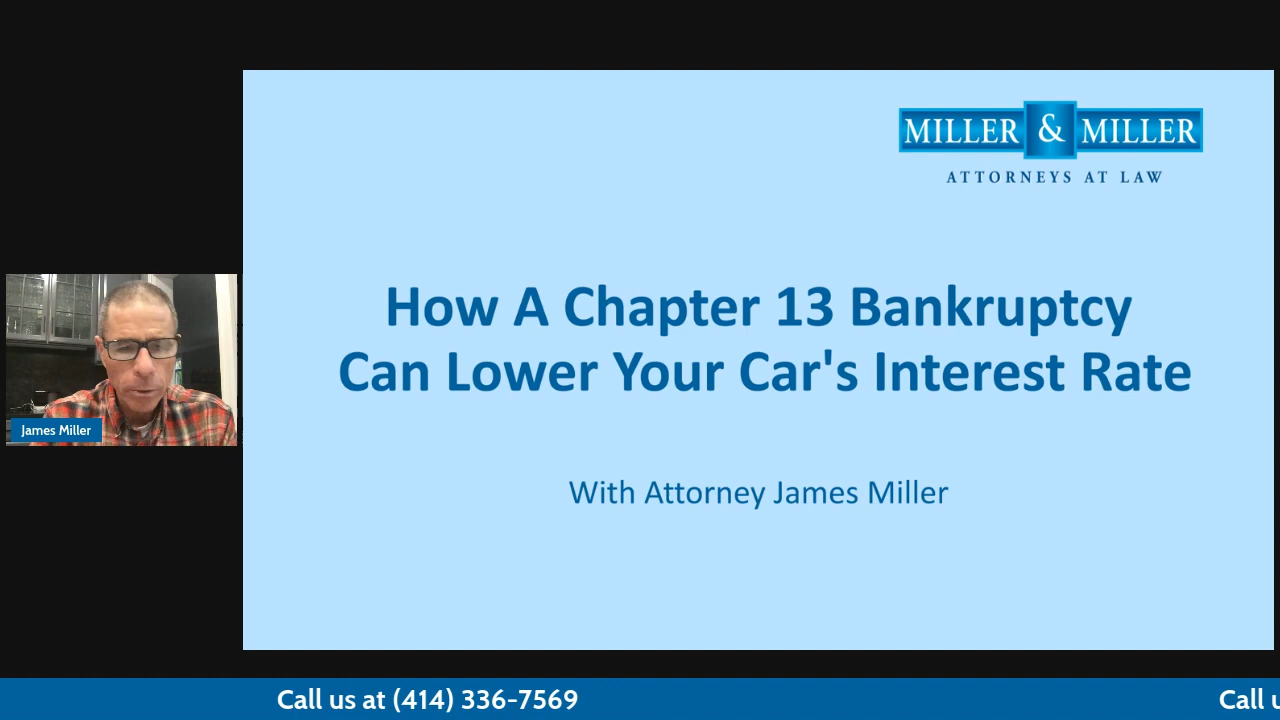 MILLER & MILLER
ATTORNEYS AT LAW
How A Chapter 13 Bankruptcy
Can Lower Your Car's Interest Rate
With Attorney James Miller
James Miller
Call us at (414) 336-7569
Call u